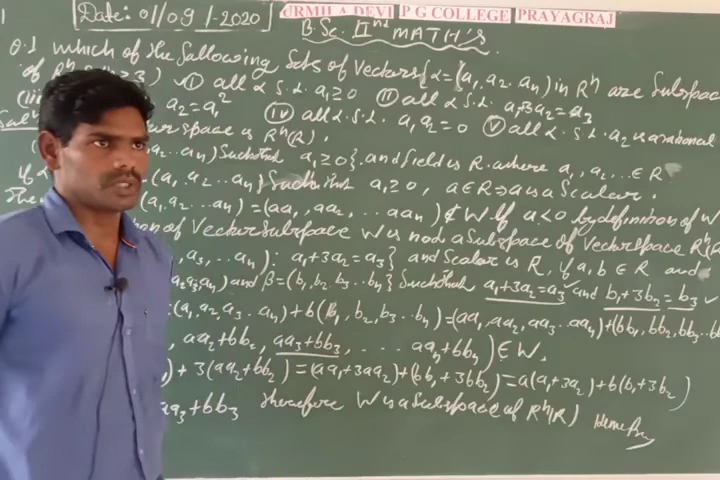 Date: 01/09/-2020
URMILA DEVI P G COLLEGE PRAYAGRAJ
B.Sc. IInd MATH'S
Q.1 Which of the fallowing Sets of Vectors α=(a1, a2.. an) in Rn are Subspac
of Rn ≥3) (i) all α S.t. a1≥0 (ii) all α S.t. a1+3a2=a3
(iii) a2 = a1² (iv) all α S.t. a1a2=0 (v) all α. S.t. a2 is a rational
space is Rn(R).
a2.. an) Such that a1≥0}. and field is R. where a1, a2... ∈ R
if (a1, a2... an) Such that a1≥0, a∈R ⇒ a is a Scalar.
The (a1, a2... an) = (aa1, aa2, ... aan) ∉ W If a<0 by definition of W
of Vector Subspace W is not a Subspace of Vector space Rn(R
a3, ... an): a1+3a2=a3} and Scalar is R, if a, b ∈ R and
a2 a3 an) and β=(b1, b2. b3... bn) Such that a1+3a2=a3 and b1+3b2=b3
(a1, a2, a3.. an)+b(b1, b2, b3.. bn)=(aa1, aa2, aa3.. aan)+(bb1, bb2, bb3..
, aa2+bb2, aa3+bb3, ... aan+bbn) ∈ W.
)+3(aa2+bb2)=(aa1+3aa2)+(bb1+3bb2)=a(a1+3a2)+b(b1+3b2)
aa3+bb3 therefore W is a Subspace of Rn(R)